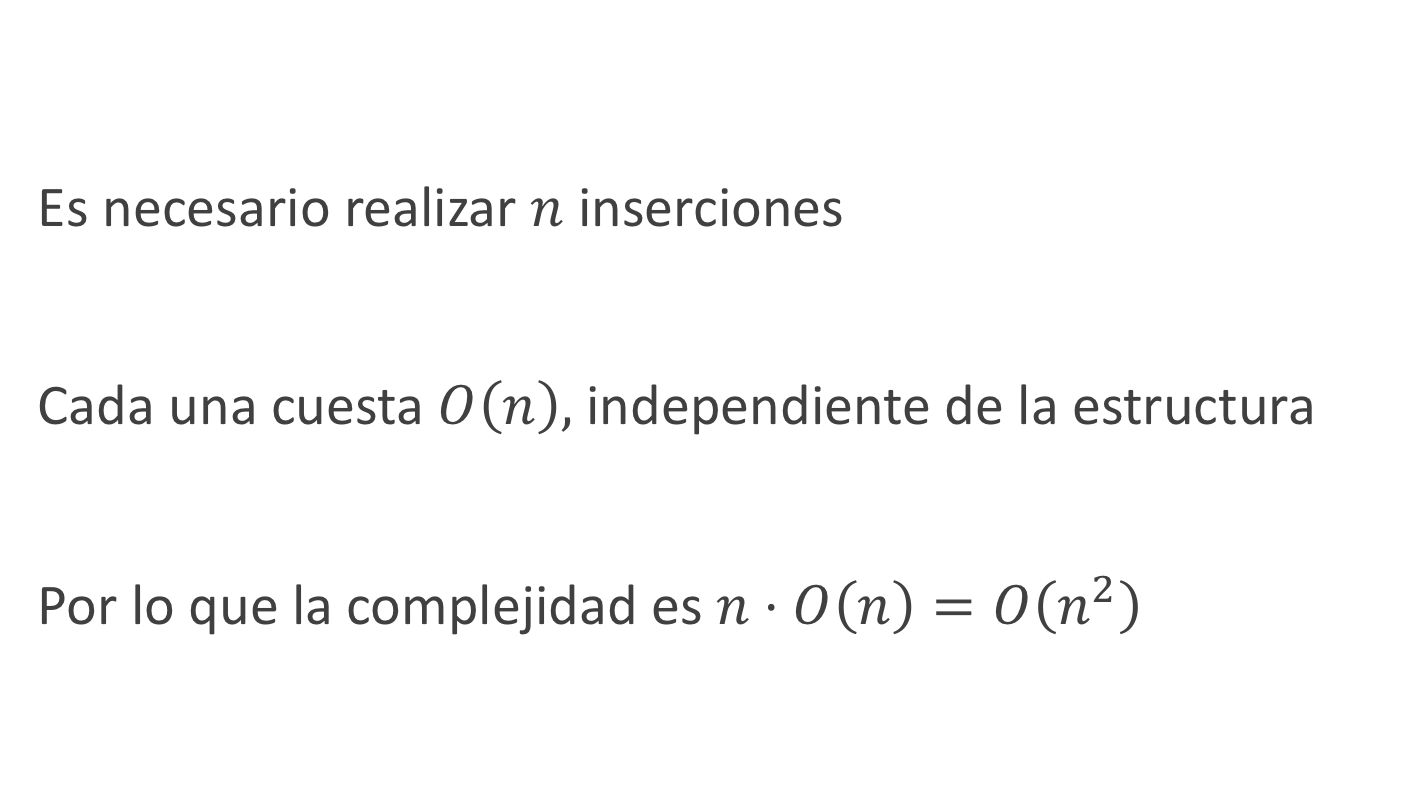 Es necesario realizar n inserciones
Cada una cuesta O(n), independiente de la estructura
Por lo que la complejidad es n · O(n) = O(n²)